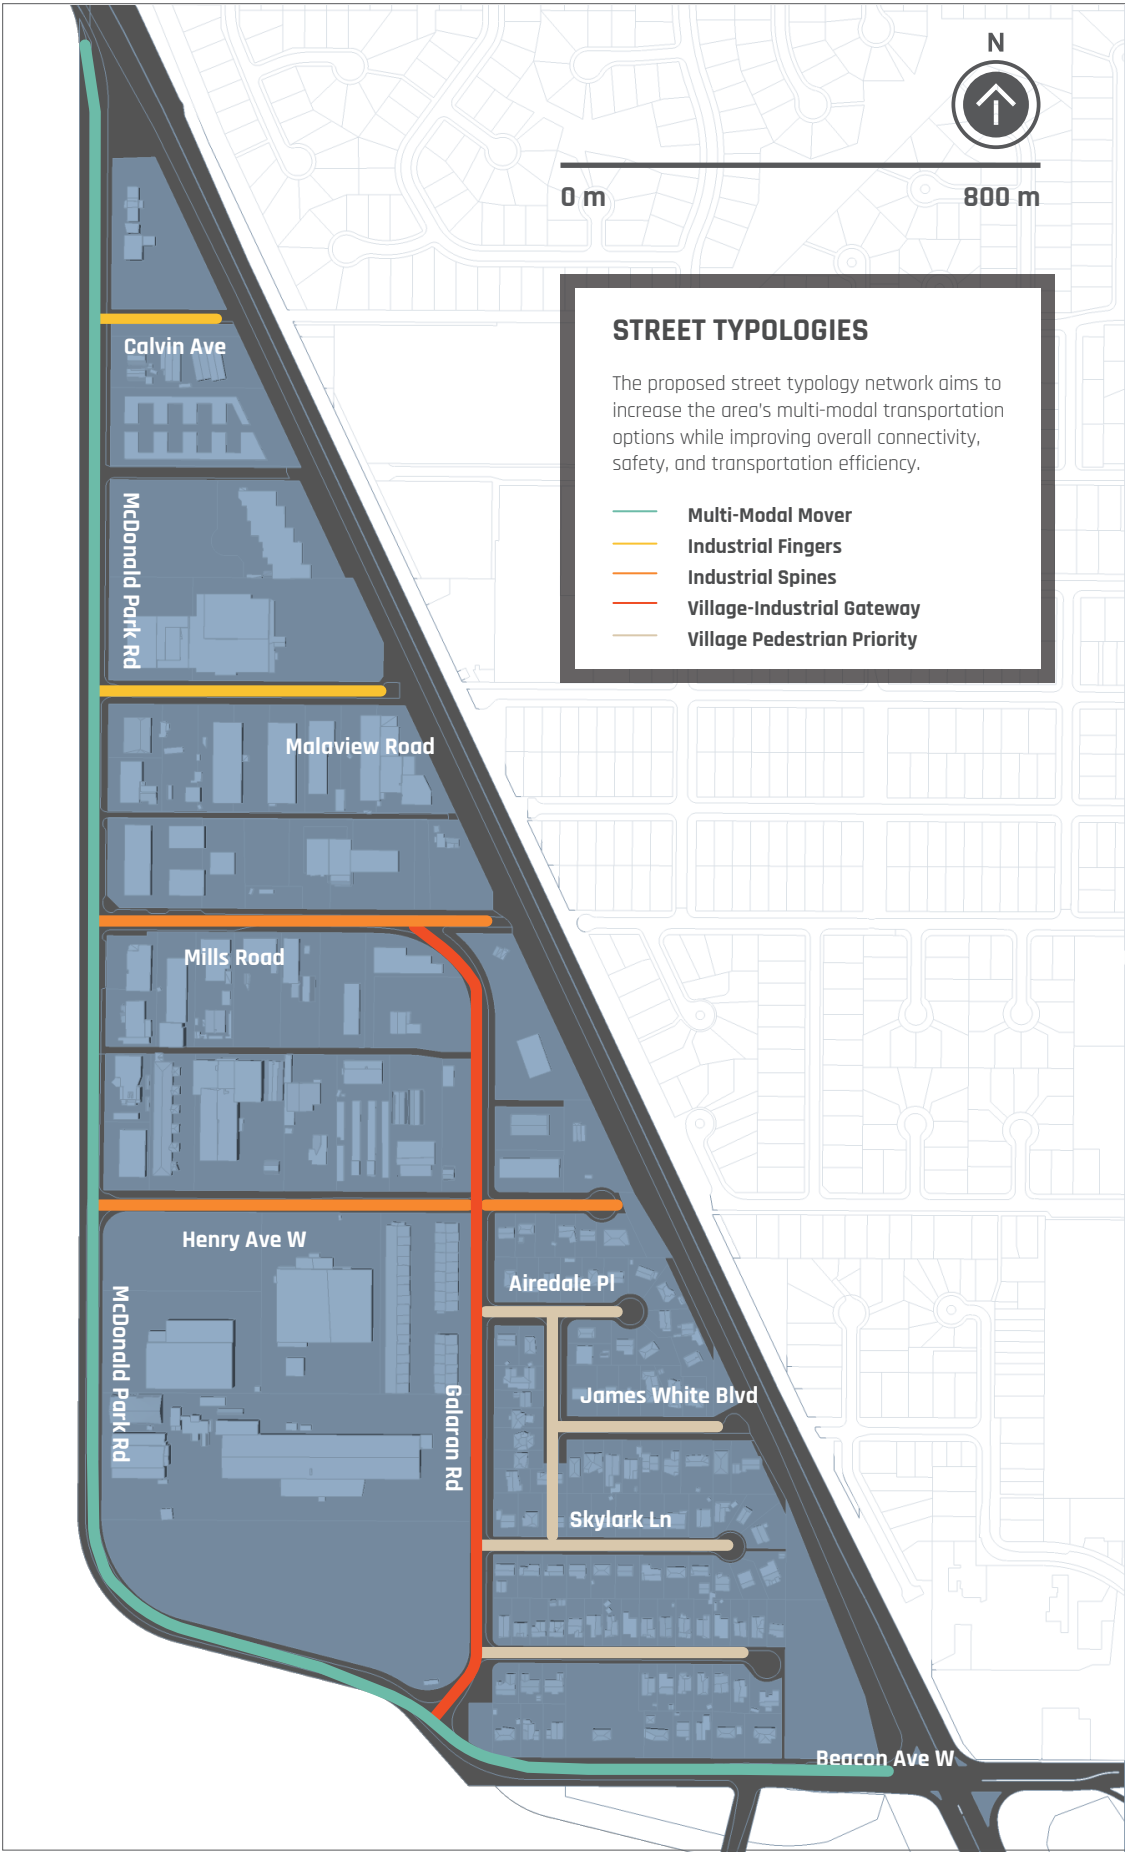 N
0 m 800 m
STREET TYPOLOGIES
The proposed street typology network aims to
increase the area's multi-modal transportation
options while improving overall connectivity,
safety, and transportation efficiency.
Multi-Modal Mover
Industrial Fingers
Industrial Spines
Village-Industrial Gateway
Village Pedestrian Priority
Calvin Ave
McDonald Park Rd
Malaview Road
Mills Road
Henry Ave W
Airedale Pl
McDonald Park Rd
James White Blvd
Galaran Rd
Skylark Ln
Beacon Ave W